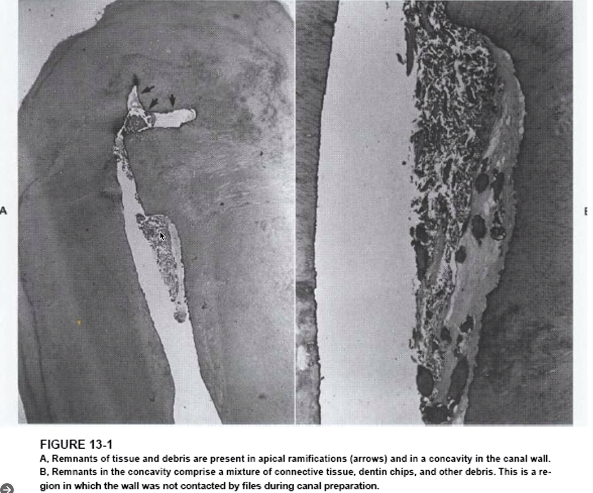 A
B
FIGURE 13-1
A, Remnants of tissue and debris are present in apical ramifications (arrows) and in a concavity in the canal wall.
B, Remnants in the concavity comprise a mixture of connective tissue, dentin chips, and other debris. This is a re-
gion in which the wall was not contacted by files during canal preparation.